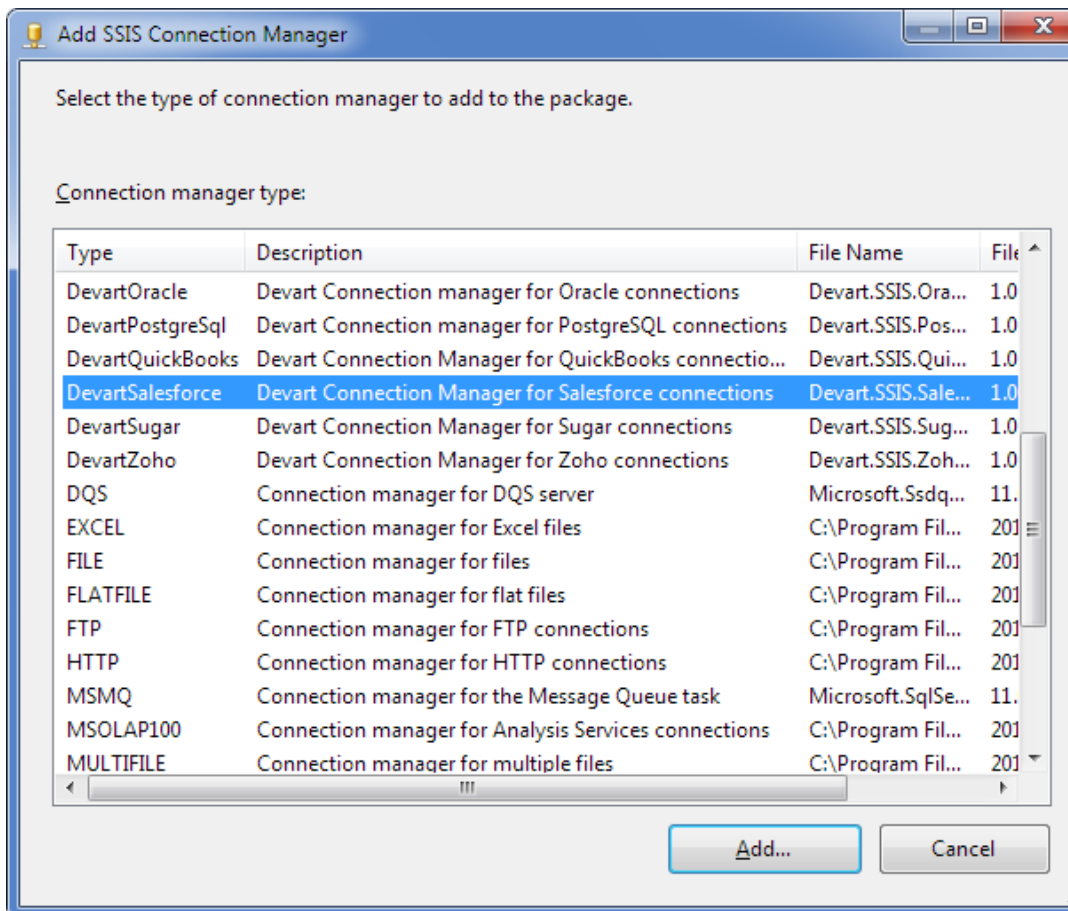 Add SSIS Connection Manager
Select the type of connection manager to add to the package.
Connection manager type:
Type Description File Name File
DevartOracle Devart Connection manager for Oracle connections Devart.SSIS.Ora... 1.0
DevartPostgreSql Devart Connection manager for PostgreSQL connections Devart.SSIS.Pos... 1.0
DevartQuickBooks Devart Connection Manager for QuickBooks connectio... Devart.SSIS.Qui... 1.0
DevartSalesforce Devart Connection Manager for Salesforce connections Devart.SSIS.Sale... 1.0
DevartSugar Devart Connection Manager for Sugar connections Devart.SSIS.Sug... 1.0
DevartZoho Devart Connection Manager for Zoho connections Devart.SSIS.Zoh... 1.0
DQS Connection manager for DQS server Microsoft.Ssdq... 11.
EXCEL Connection manager for Excel files C:\Program Fil... 201
FILE Connection manager for files C:\Program Fil... 201
FLATFILE Connection manager for flat files C:\Program Fil... 201
FTP Connection manager for FTP connections C:\Program Fil... 201
HTTP Connection manager for HTTP connections C:\Program Fil... 201
MSMQ Connection manager for the Message Queue task Microsoft.SqlSe... 11.
MSOLAP100 Connection manager for Analysis Services connections C:\Program Fil... 201
MULTIFILE Connection manager for multiple files C:\Program Fil... 201
Add... Cancel